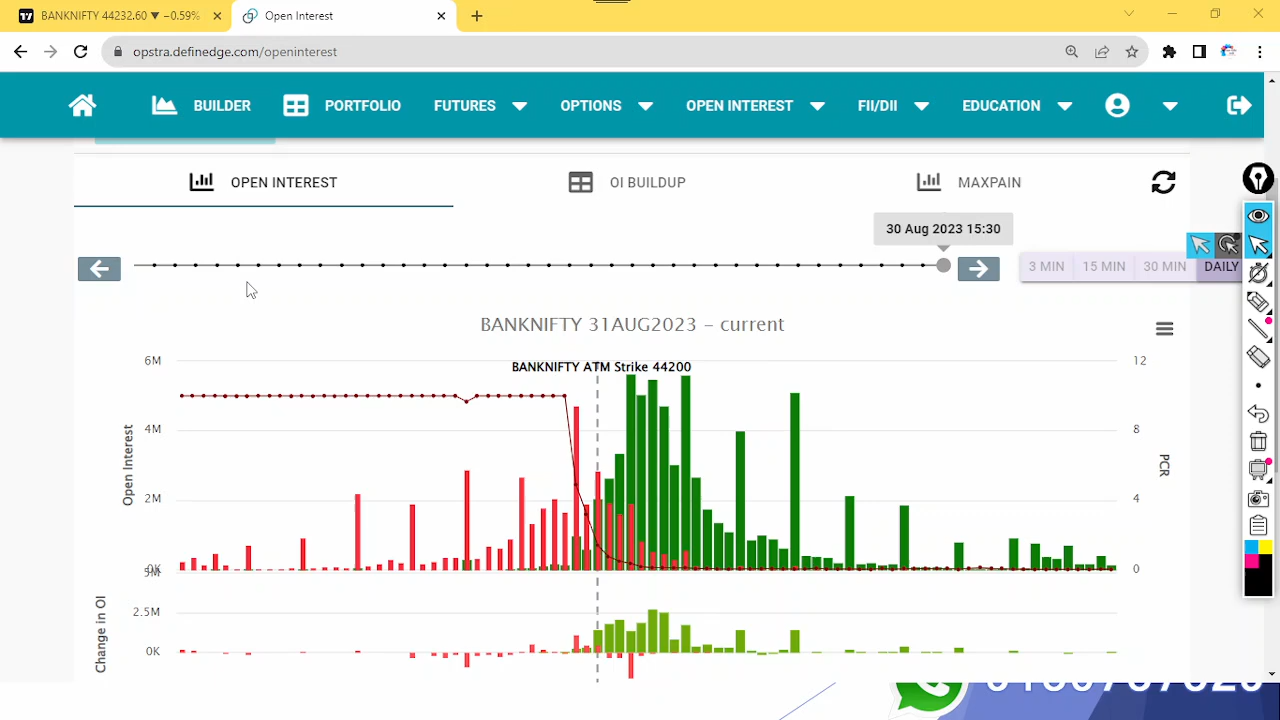 BANKNIFTY 44232.60 ▼ −0.59%
Open Interest
opstra.definedge.com/openinterest
BUILDER
PORTFOLIO
FUTURES
OPTIONS
OPEN INTEREST
FII/DII
EDUCATION
OPEN INTEREST
OI BUILDUP
MAXPAIN
30 Aug 2023 15:30
3 MIN
15 MIN
30 MIN
DAILY
BANKNIFTY 31AUG2023 – current
BANKNIFTY ATM Strike 44200
6M
4M
2M
0K
Open Interest
12
8
4
0
PCR
5M
2.5M
0K
Change in OI